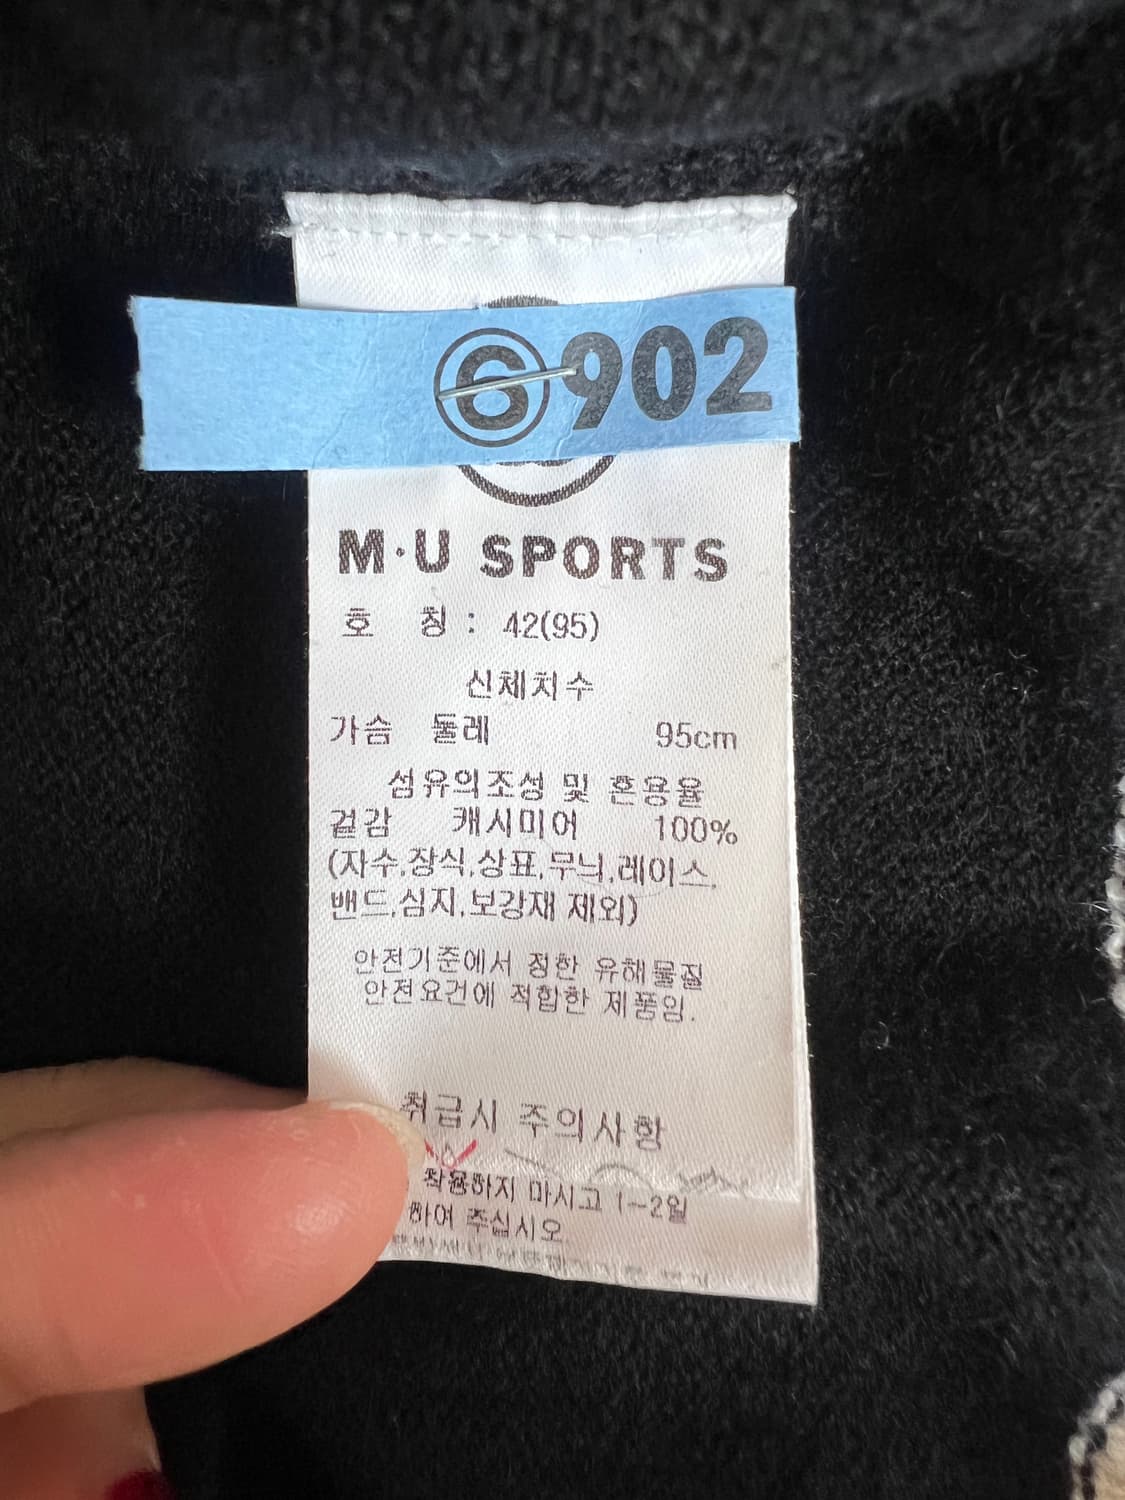 ⑥902
M·U SPORTS
호 칭 : 42(95)
신체치수
가슴 둘레 95cm
섬유의조성 및 혼용율
겉감 캐시미어 100%
(자수,장식,상표,무늬,레이스,
밴드,심지,보강재 제외)
안전기준에서 정한 유해물질
안전요건에 적합한 제품임.
취급시 주의사항
착용하지 마시고 1-2일
하여 주십시오.